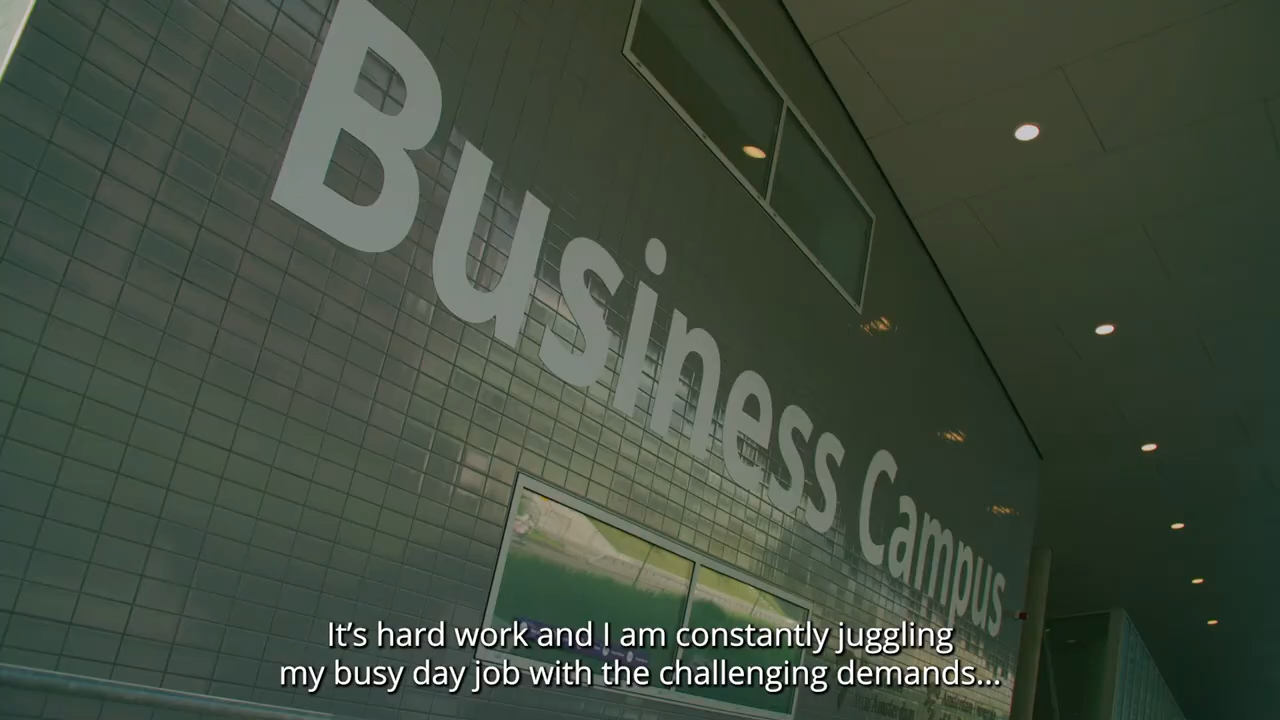 Business Campus
It’s hard work and I am constantly juggling
my busy day job with the challenging demands...